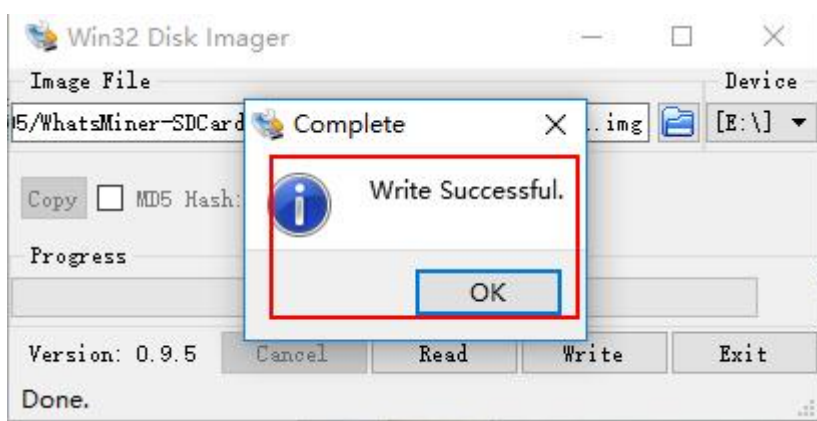 Win32 Disk Imager
Image File
Device
5/WhatsMiner-SDCard
.img
[E:\]
Complete
Write Successful.
OK
Copy
MD5 Hash:
Progress
Version: 0.9.5
Cancel
Read
Write
Exit
Done.